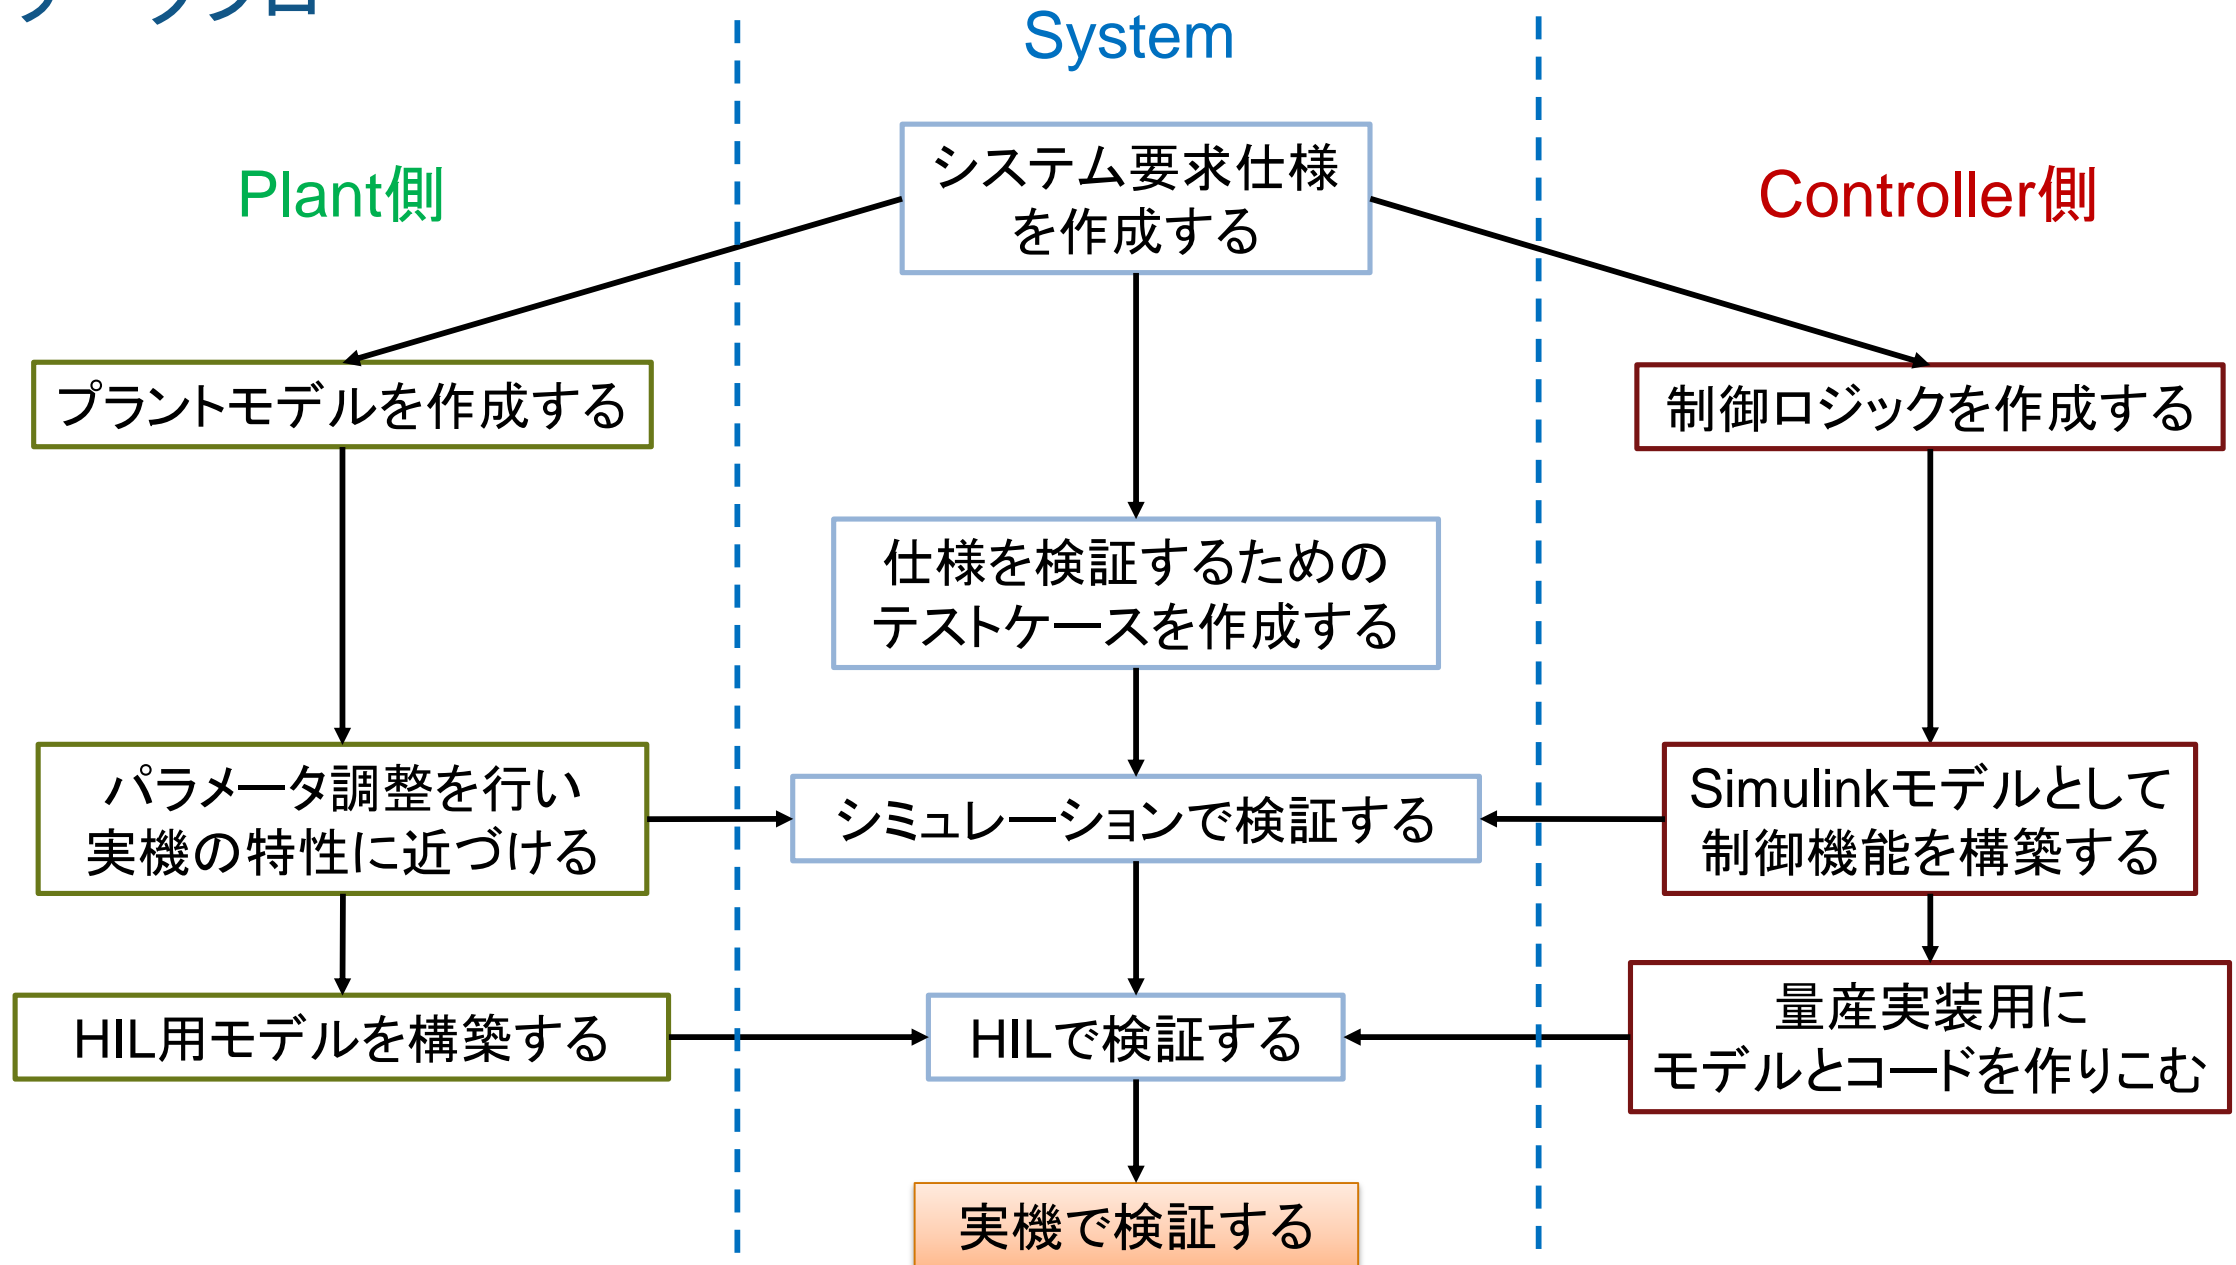 System
Plant側
Controller側
システム要求仕様
を作成する
プラントモデルを作成する
制御ロジックを作成する
仕様を検証するための
テストケースを作成する
パラメータ調整を行い
実機の特性に近づける
シミュレーションで検証する
Simulinkモデルとして
制御機能を構築する
HIL用モデルを構築する
HILで検証する
量産実装用に
モデルとコードを作りこむ
実機で検証する